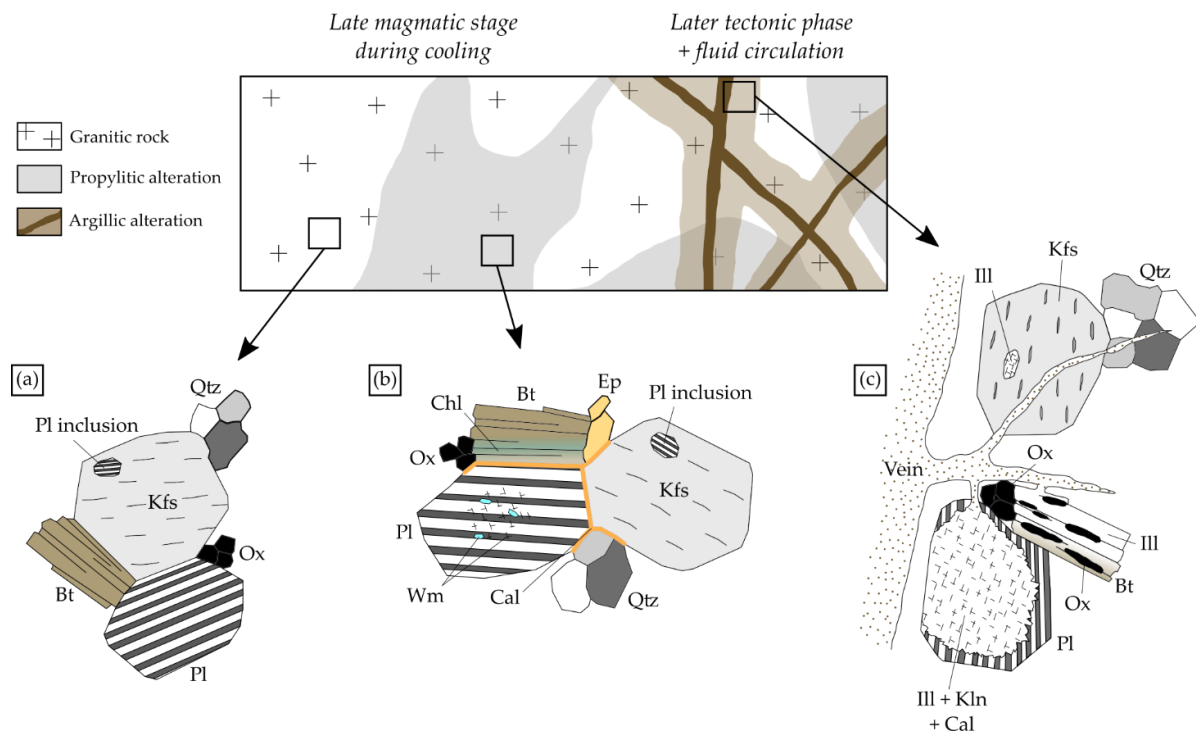 Late magmatic stage
during cooling
Later tectonic phase
+ fluid circulation
Granitic rock
Propylitic alteration
Argillic alteration
(a)
Qtz
Pl inclusion
Kfs
Ox
Bt
Pl
(b)
Ep
Bt
Chl
Pl inclusion
Ox
Kfs
Pl
Wm
Cal
Qtz
(c)
Kfs
Ill
Qtz
Vein
Ox
Ill
Bt
Ox
Pl
Ill + Kln
+ Cal